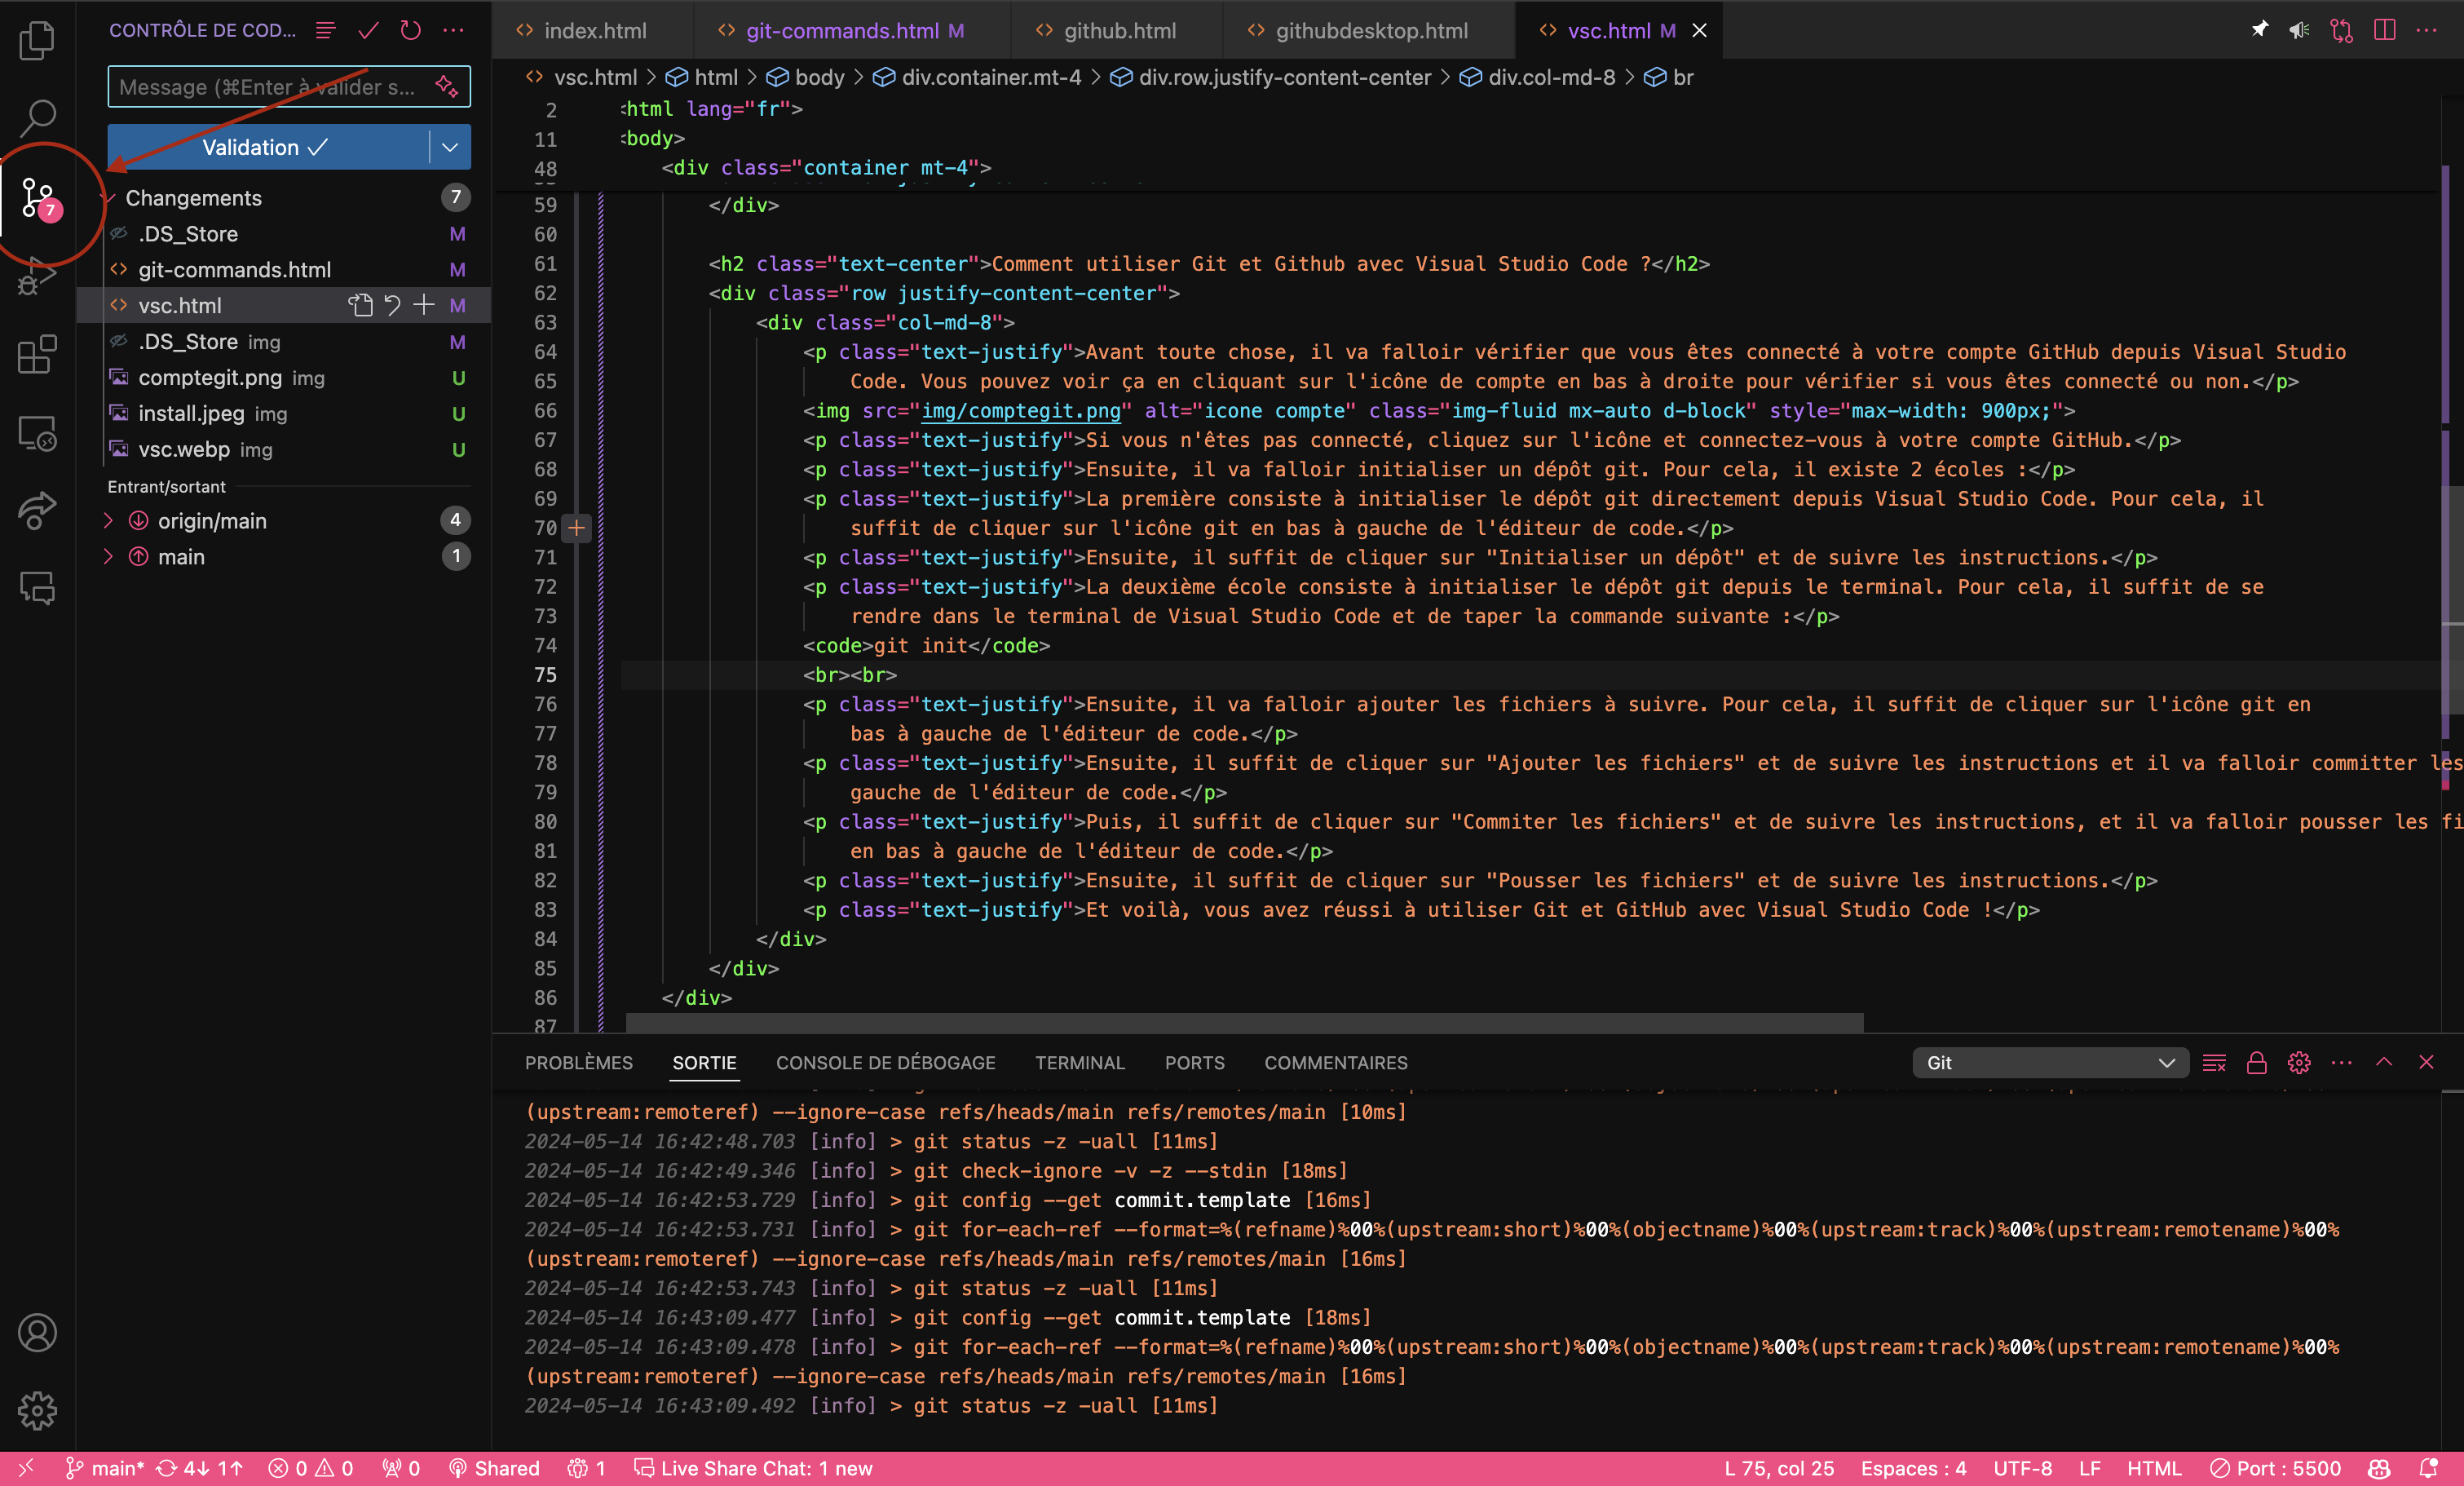 CONTRÔLE DE COD...
Message (⌘Enter à valider s...
Validation
7
Changements 7
.DS_Store M
git-commands.html M
vsc.html M
.DS_Store img M
comptegit.png img U
install.jpeg img U
vsc.webp img U
Entrant/sortant
origin/main 4
main 1
index.html
git-commands.html M
github.html
githubdesktop.html
vsc.html M
vsc.html > html > body > div.container.mt-4 > div.row.justify-content-center > div.col-md-8 > br
2 <html lang="fr">
11 <body>
48 <div class="container mt-4">
59 </div>
60
61 <h2 class="text-center">Comment utiliser Git et Github avec Visual Studio Code ?</h2>
62 <div class="row justify-content-center">
63 <div class="col-md-8">
64 <p class="text-justify">Avant toute chose, il va falloir vérifier que vous êtes connecté à votre compte GitHub depuis Visual Studio
65 Code. Vous pouvez voir ça en cliquant sur l'icône de compte en bas à droite pour vérifier si vous êtes connecté ou non.</p>
66 <img src="img/comptegit.png" alt="icone compte" class="img-fluid mx-auto d-block" style="max-width: 900px;">
67 <p class="text-justify">Si vous n'êtes pas connecté, cliquez sur l'icône et connectez-vous à votre compte GitHub.</p>
68 <p class="text-justify">Ensuite, il va falloir initialiser un dépôt git. Pour cela, il existe 2 écoles :</p>
69 <p class="text-justify">La première consiste à initialiser le dépôt git directement depuis Visual Studio Code. Pour cela, il
70 suffit de cliquer sur l'icône git en bas à gauche de l'éditeur de code.</p>
71 <p class="text-justify">Ensuite, il suffit de cliquer sur "Initialiser un dépôt" et de suivre les instructions.</p>
72 <p class="text-justify">La deuxième école consiste à initialiser le dépôt git depuis le terminal. Pour cela, il suffit de se
73 rendre dans le terminal de Visual Studio Code et de taper la commande suivante :</p>
74 <code>git init</code>
75 <br><br>
76 <p class="text-justify">Ensuite, il va falloir ajouter les fichiers à suivre. Pour cela, il suffit de cliquer sur l'icône git en
77 bas à gauche de l'éditeur de code.</p>
78 <p class="text-justify">Ensuite, il suffit de cliquer sur "Ajouter les fichiers" et de suivre les instructions et il va falloir committer les
79 gauche de l'éditeur de code.</p>
80 <p class="text-justify">Puis, il suffit de cliquer sur "Commiter les fichiers" et de suivre les instructions, et il va falloir pousser les fi
81 en bas à gauche de l'éditeur de code.</p>
82 <p class="text-justify">Ensuite, il suffit de cliquer sur "Pousser les fichiers" et de suivre les instructions.</p>
83 <p class="text-justify">Et voilà, vous avez réussi à utiliser Git et GitHub avec Visual Studio Code !</p>
84 </div>
85 </div>
86 </div>
87
PROBLÈMES SORTIE CONSOLE DE DÉBOGAGE TERMINAL PORTS COMMENTAIRES Git
(upstream:remoteref) --ignore-case refs/heads/main refs/remotes/main [10ms]
2024-05-14 16:42:48.703 [info] > git status -z -uall [11ms]
2024-05-14 16:42:49.346 [info] > git check-ignore -v -z --stdin [18ms]
2024-05-14 16:42:53.729 [info] > git config --get commit.template [16ms]
2024-05-14 16:42:53.731 [info] > git for-each-ref --format=%(refname)%00%(upstream:short)%00%(objectname)%00%(upstream:track)%00%(upstream:remotename)%00%
(upstream:remoteref) --ignore-case refs/heads/main refs/remotes/main [16ms]
2024-05-14 16:42:53.743 [info] > git status -z -uall [11ms]
2024-05-14 16:43:09.477 [info] > git config --get commit.template [18ms]
2024-05-14 16:43:09.478 [info] > git for-each-ref --format=%(refname)%00%(upstream:short)%00%(objectname)%00%(upstream:track)%00%(upstream:remotename)%00%
(upstream:remoteref) --ignore-case refs/heads/main refs/remotes/main [16ms]
2024-05-14 16:43:09.492 [info] > git status -z -uall [11ms]
main* 4↓ 1↑ 0 0 0 Shared 1 Live Share Chat: 1 new L 75, col 25 Espaces : 4 UTF-8 LF HTML Port : 5500